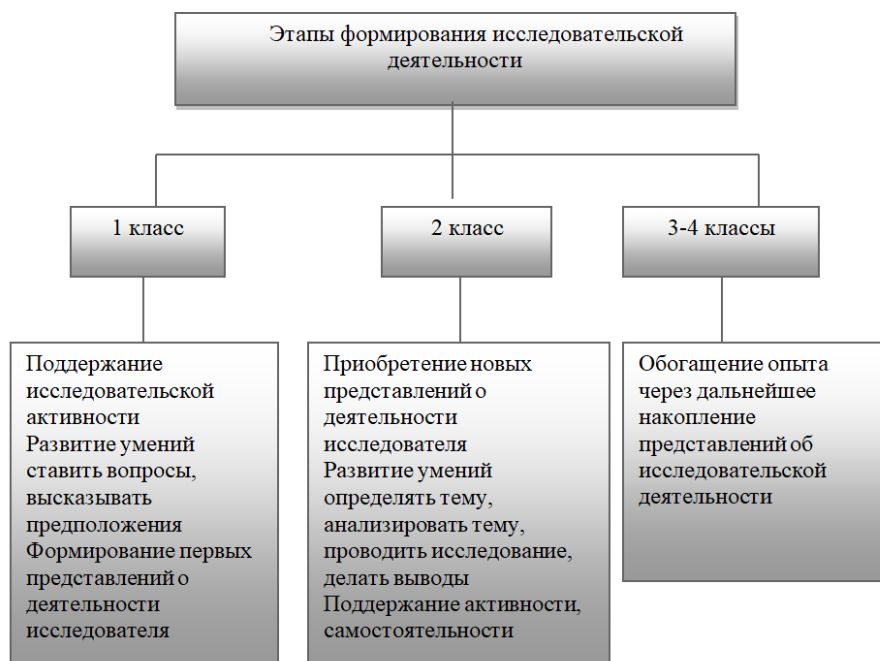 Этапы формирования исследовательской
деятельности
1 класс
2 класс
3-4 классы
Поддержание
исследовательской
активности
Развитие умений
ставить вопросы,
высказывать
предположения
Формирование первых
представлений о
деятельности
исследователя
Приобретение новых
представлений о
деятельности
исследователя
Развитие умений
определять тему,
анализировать тему,
проводить исследование,
делать выводы
Поддержание активности,
самостоятельности
Обогащение опыта
через дальнейшее
накопление
представлений об
исследовательской
деятельности